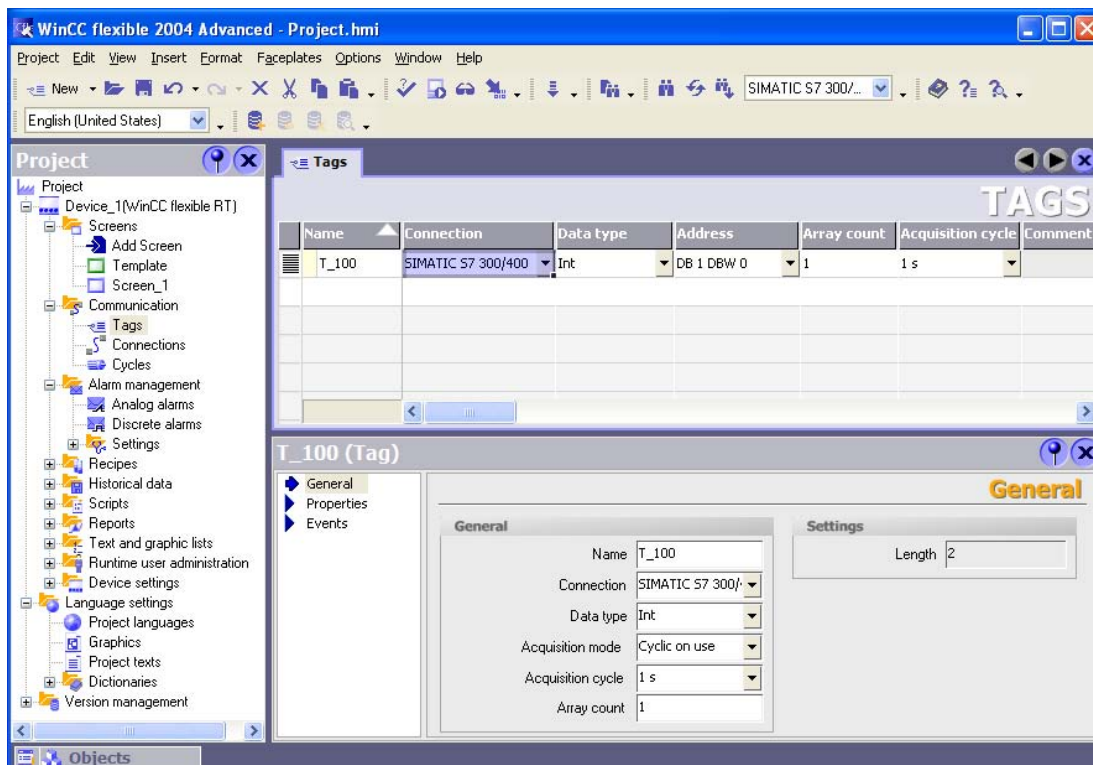 WinCC flexible 2004 Advanced - Project.hmi
Project Edit View Insert Format Faceplates Options Window Help
New
SIMATIC S7 300/...
English (United States)
Project
Project
Device_1(WinCC flexible RT)
Screens
Add Screen
Template
Screen_1
Communication
Tags
Connections
Cycles
Alarm management
Analog alarms
Discrete alarms
Settings
Recipes
Historical data
Scripts
Reports
Text and graphic lists
Runtime user administration
Device settings
Language settings
Project languages
Graphics
Project texts
Dictionaries
Version management
Objects
Tags
TAGS
Name Connection Data type Address Array count Acquisition cycle Comment
T_100 SIMATIC S7 300/400 Int DB 1 DBW 0 1 1 s
T_100 (Tag)
General
Properties
Events
General
General
Name T_100
Connection SIMATIC S7 300/
Data type Int
Acquisition mode Cyclic on use
Acquisition cycle 1 s
Array count 1
Settings
Length 2